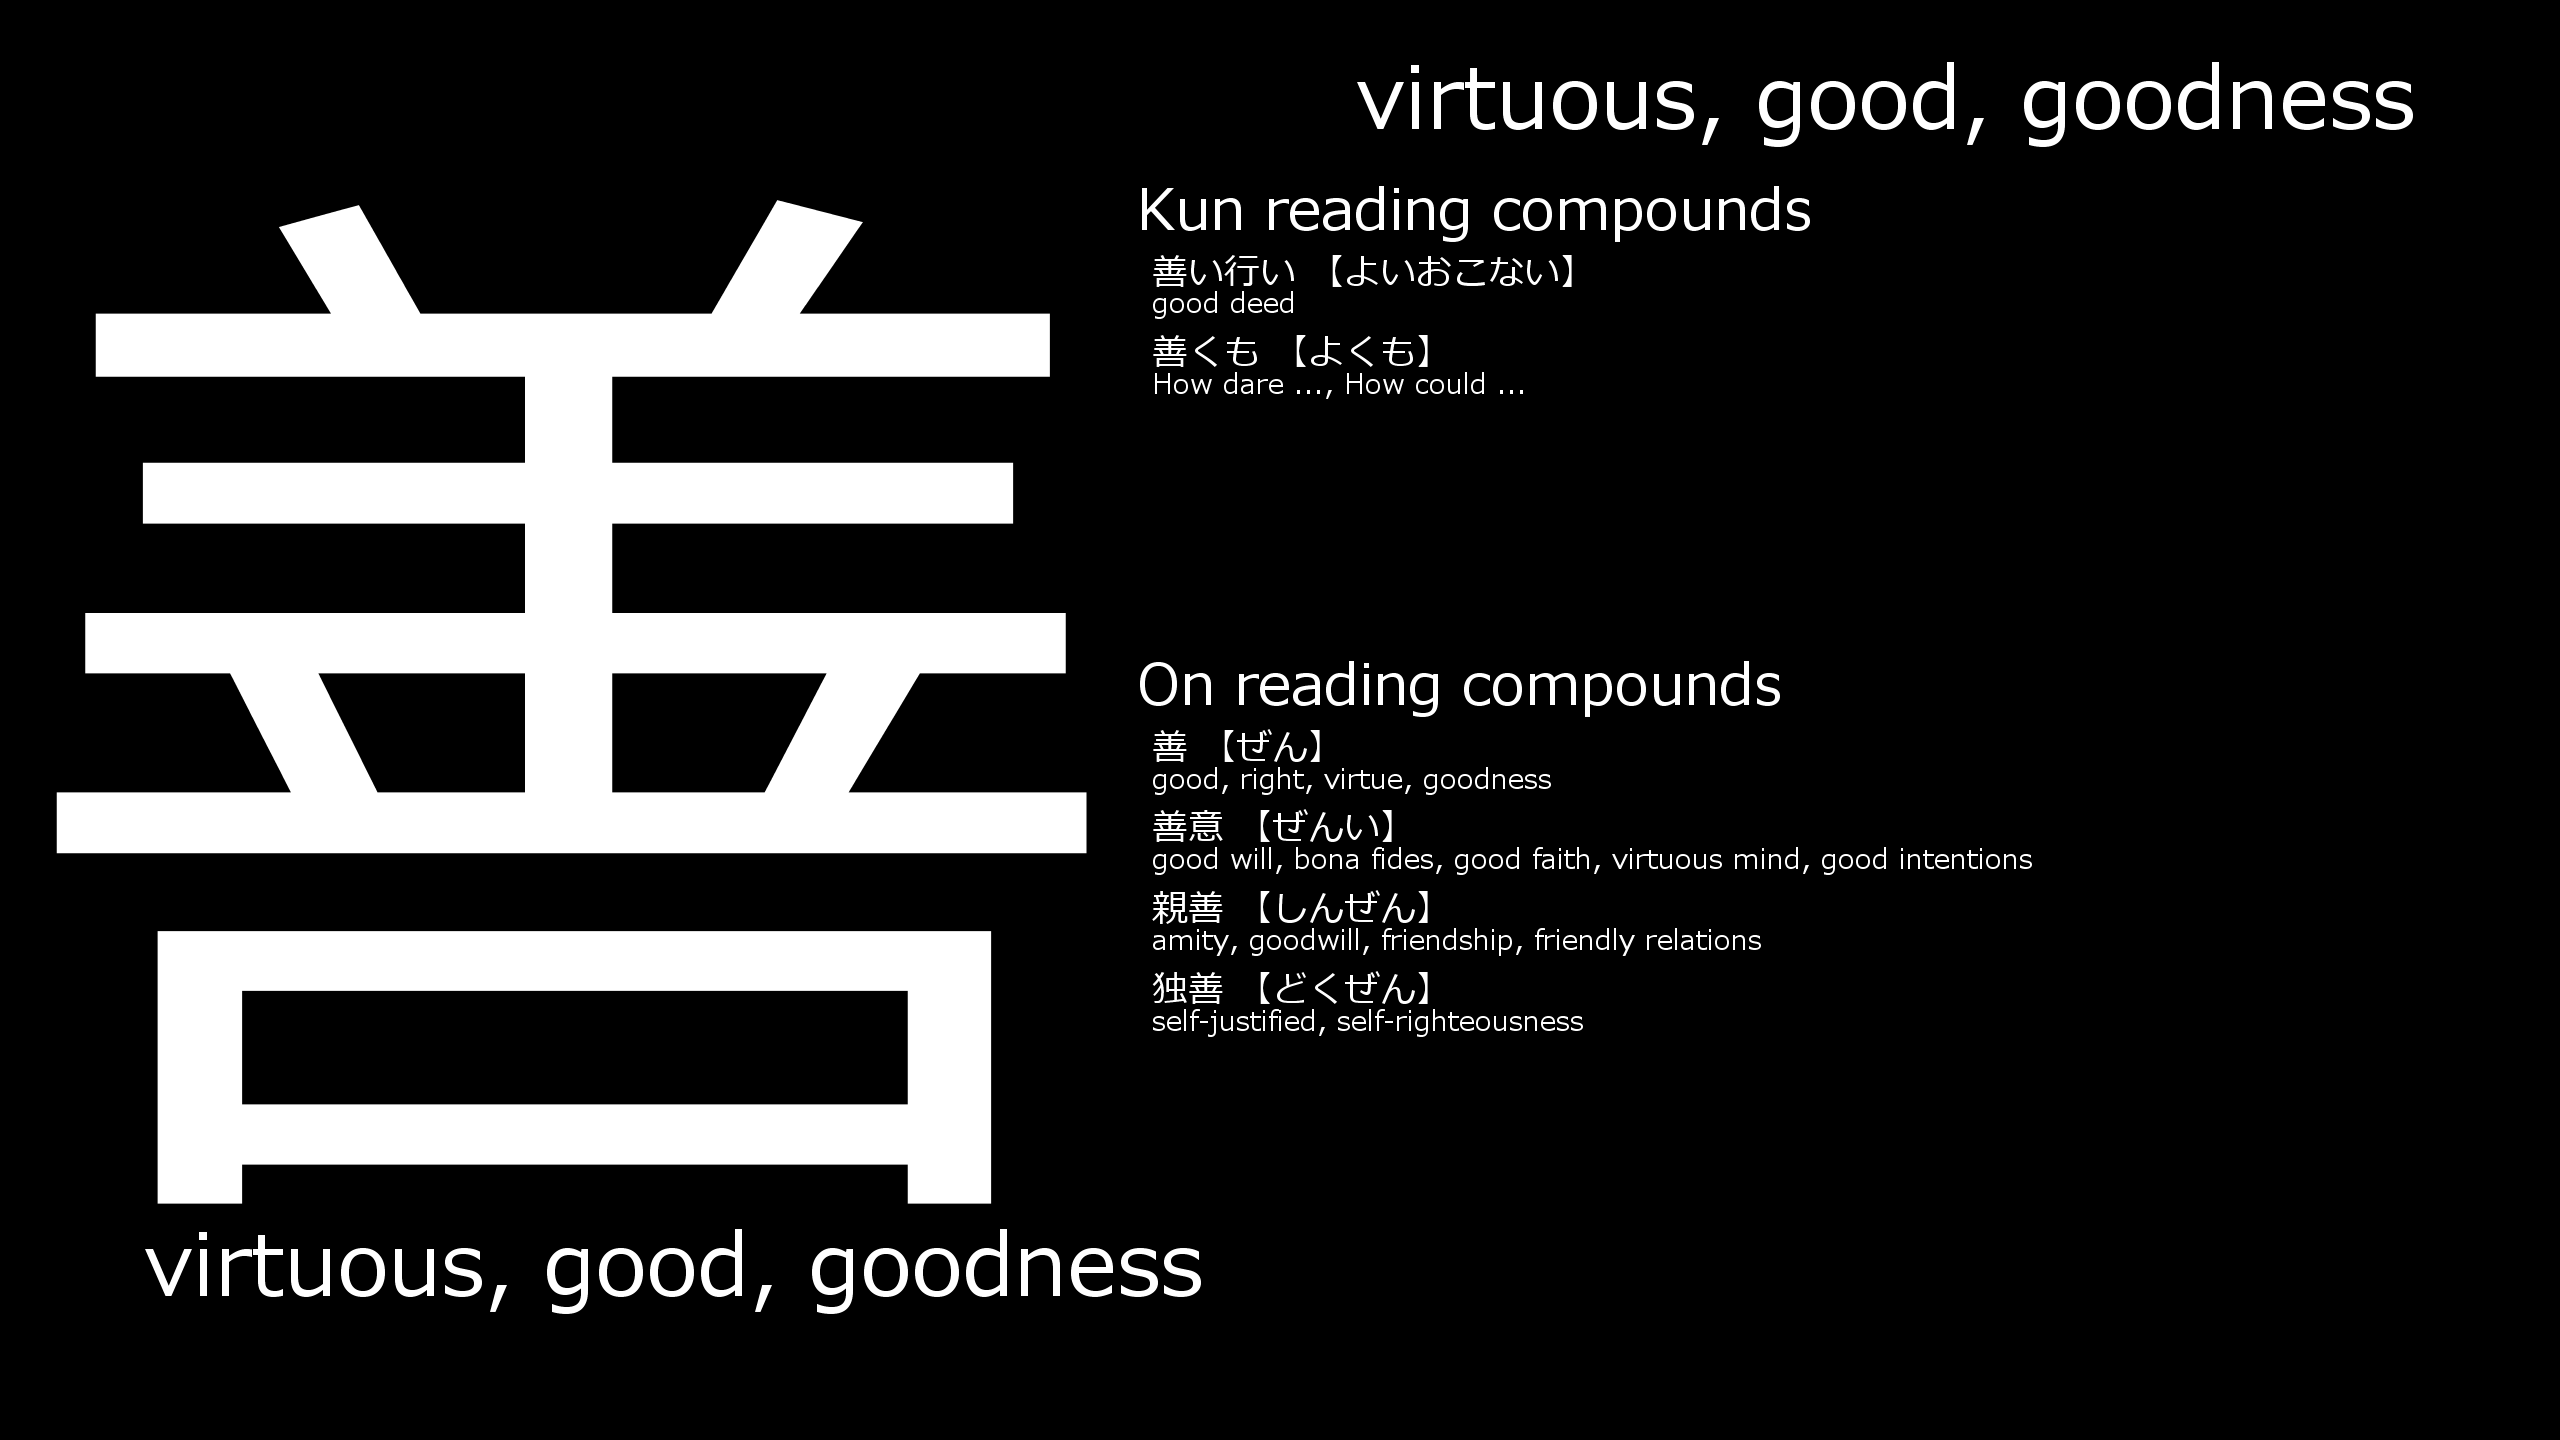 善
virtuous, good, goodness
virtuous, good, goodness
Kun reading compounds
善い行い 【よいおこない】
good deed
善くも 【よくも】
How dare ..., How could ...
On reading compounds
善 【ぜん】
good, right, virtue, goodness
善意 【ぜんい】
good will, bona fides, good faith, virtuous mind, good intentions
親善 【しんぜん】
amity, goodwill, friendship, friendly relations
独善 【どくぜん】
self-justified, self-righteousness